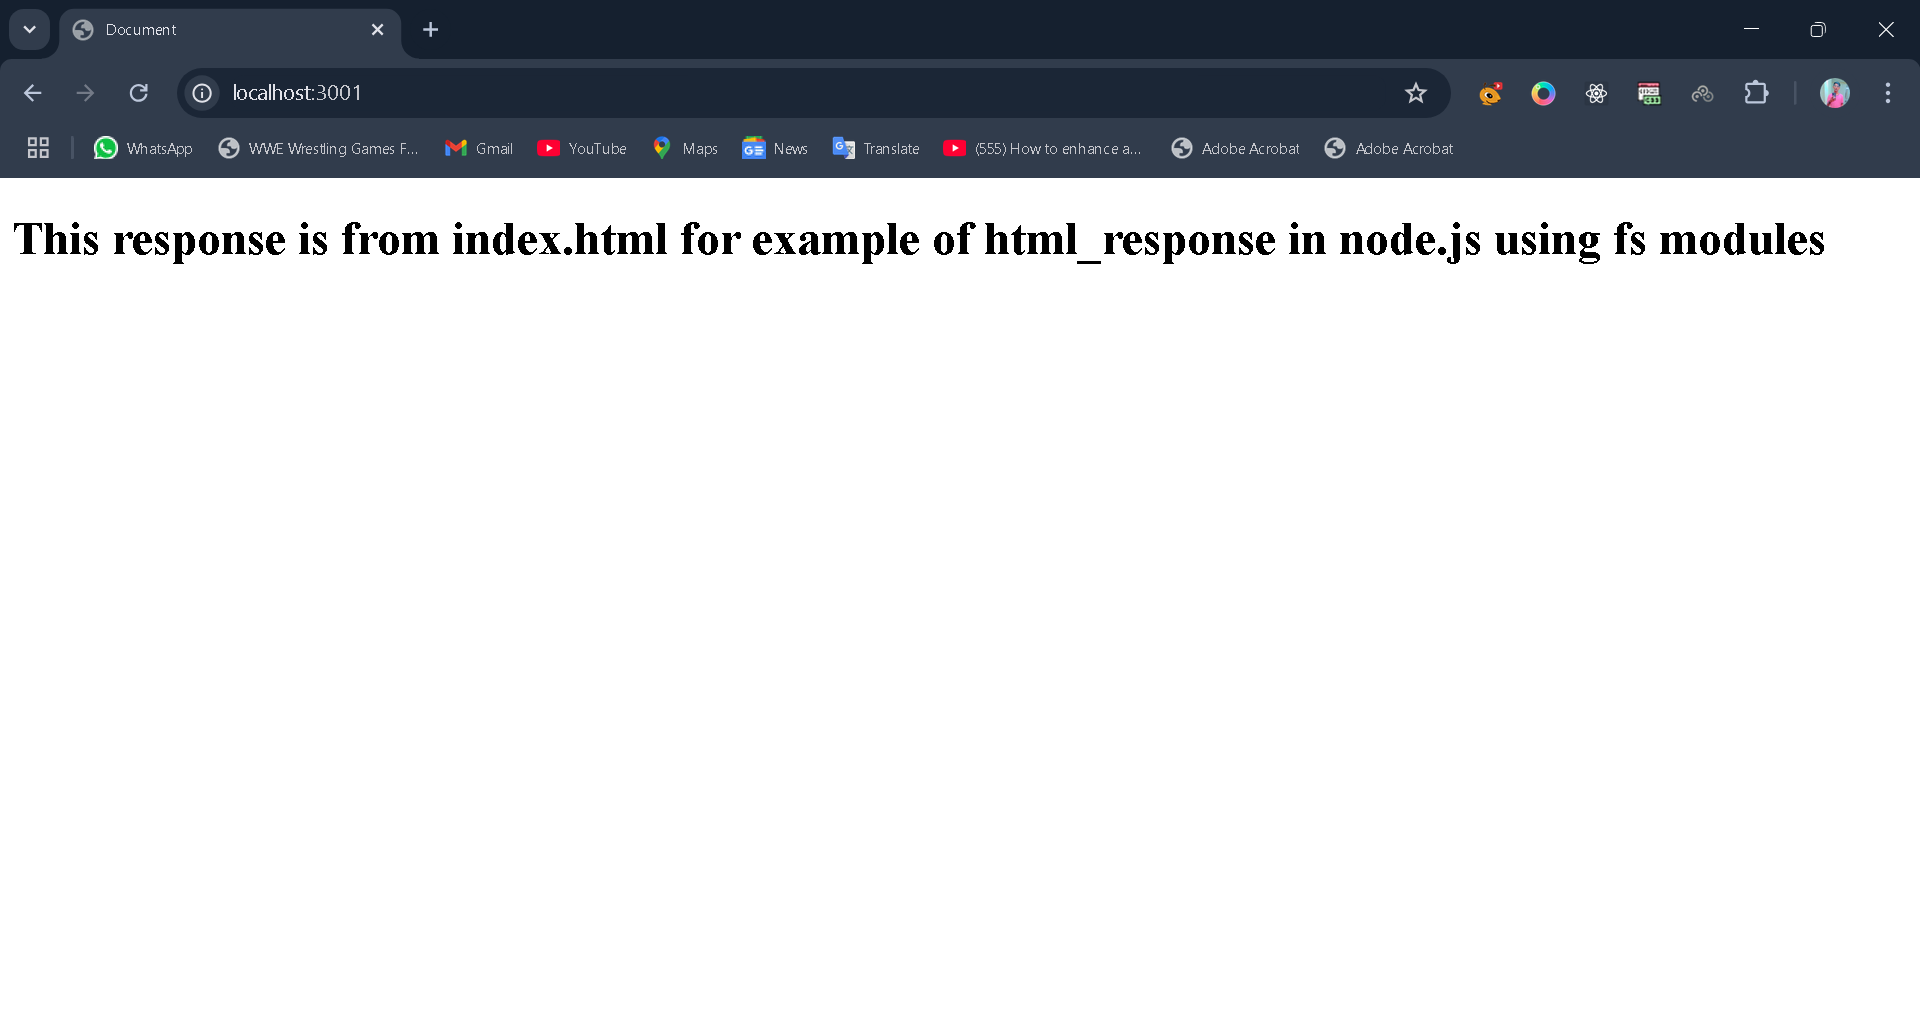 Document
localhost:3001
WhatsApp WWE Wrestling Games F... Gmail YouTube Maps News Translate (555) How to enhance a... Adobe Acrobat Adobe Acrobat
This response is from index.html for example of html_response in node.js using fs modules